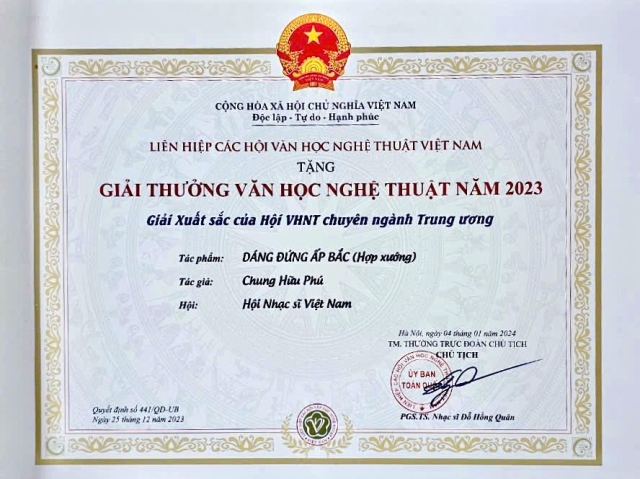 CỘNG HÒA XÃ HỘI CHỦ NGHĨA VIỆT NAM
Độc lập - Tự do - Hạnh phúc
LIÊN HIỆP CÁC HỘI VĂN HỌC NGHỆ THUẬT VIỆT NAM
TẶNG
GIẢI THƯỞNG VĂN HỌC NGHỆ THUẬT NĂM 2023
Giải Xuất sắc của Hội VHNT chuyên ngành Trung ương
Tác phẩm: DÁNG ĐỨNG ẤP BẮC (Hợp xướng)
Tác giả: Chung Hữu Phú
Hội: Hội Nhạc sĩ Việt Nam
Hà Nội, ngày 04 tháng 01 năm 2024
TM. THƯỜNG TRỰC ĐOÀN CHỦ TỊCH
CHỦ TỊCH
ỦY BAN
TOÀN QUỐC
PGS.TS. Nhạc sĩ Đỗ Hồng Quân
Quyết định số 441/QĐ-UB
Ngày 25 tháng 12 năm 2023